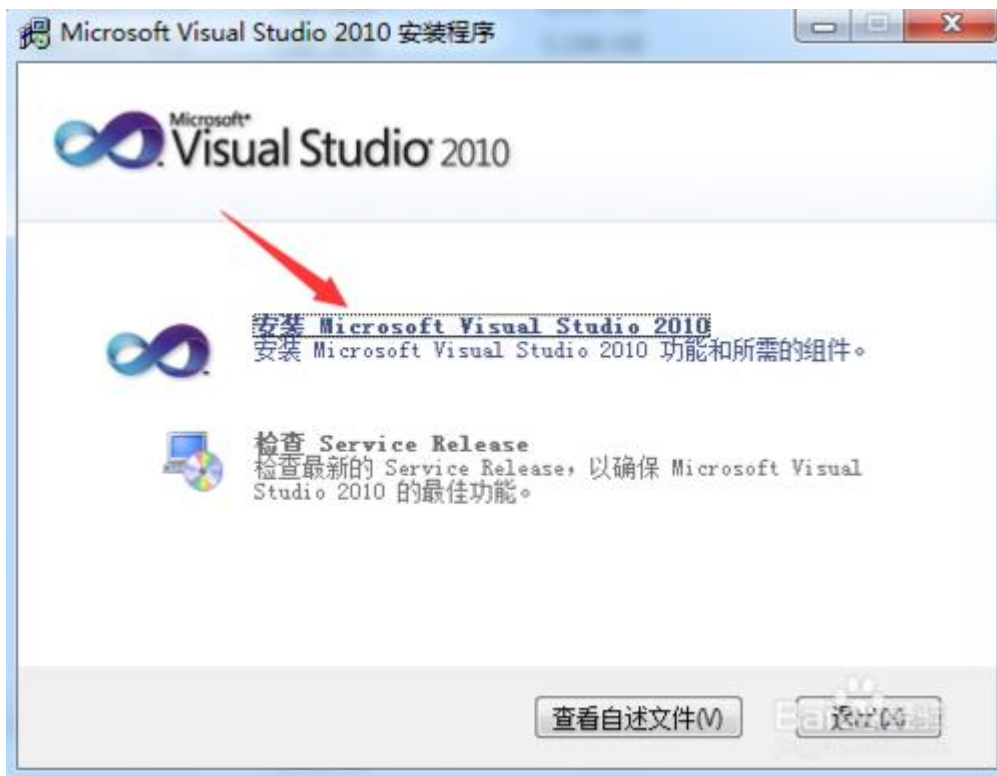 Microsoft Visual Studio 2010 安装程序
Microsoft
Visual Studio 2010
安装 Microsoft Visual Studio 2010
安装 Microsoft Visual Studio 2010 功能和所需的组件。
检查 Service Release
检查最新的 Service Release，以确保 Microsoft Visual
Studio 2010 的最佳功能。
查看自述文件(V)